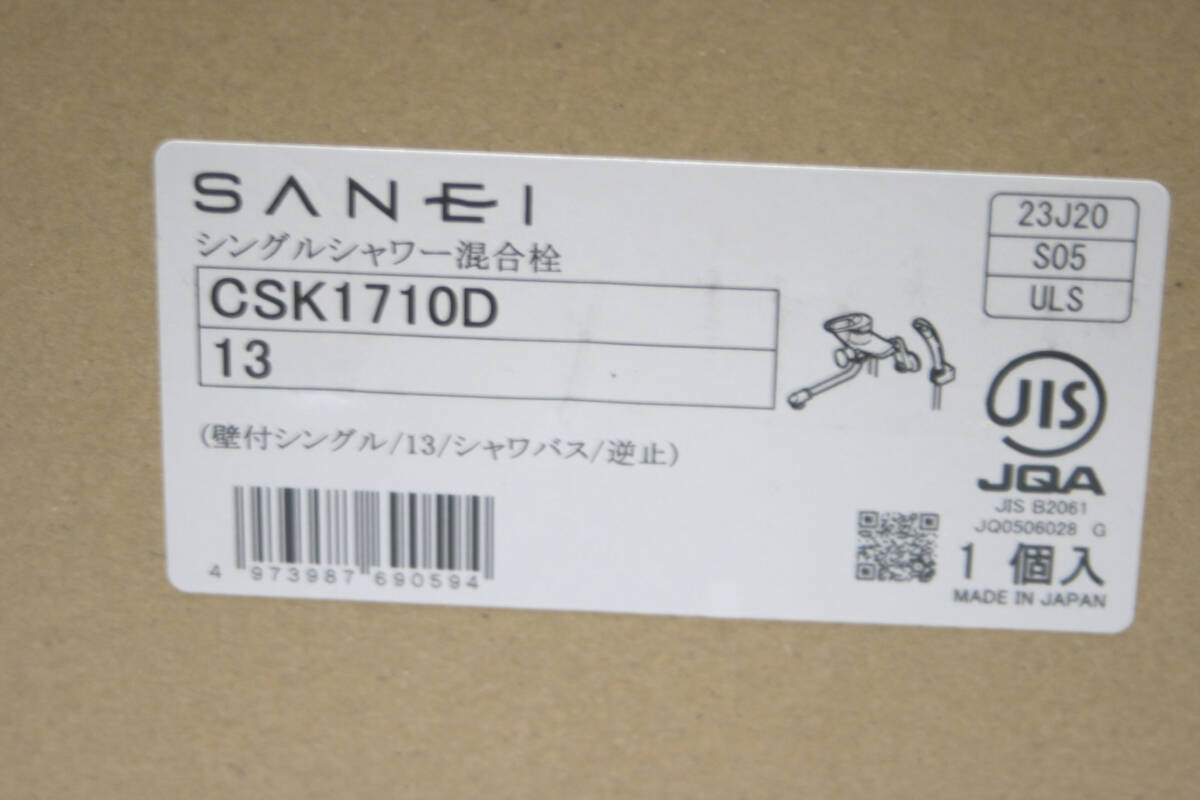 SANEI
シングルシャワー混合栓
CSK1710D
13
(壁付シングル/13/シャワバス/逆止)
4 973987 690594
23J20
S05
ULS
JIS
JQA
JIS B2061
JQ0506028 G
1 個入
MADE IN JAPAN